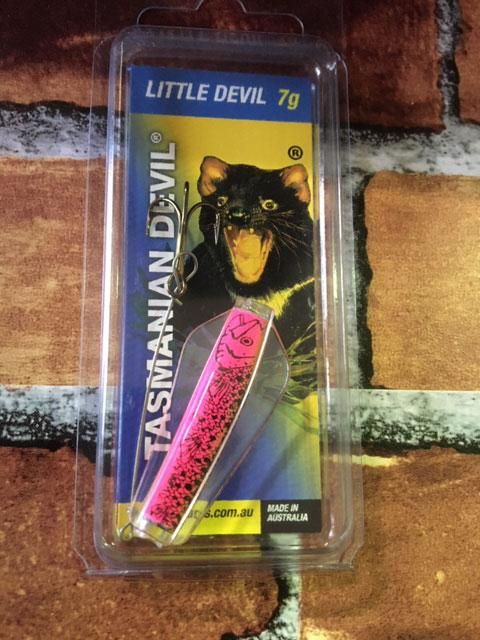 LITTLE DEVIL 7g
®
TASMANIAN DEVIL®
s.com.au
MADE IN
AUSTRALIA